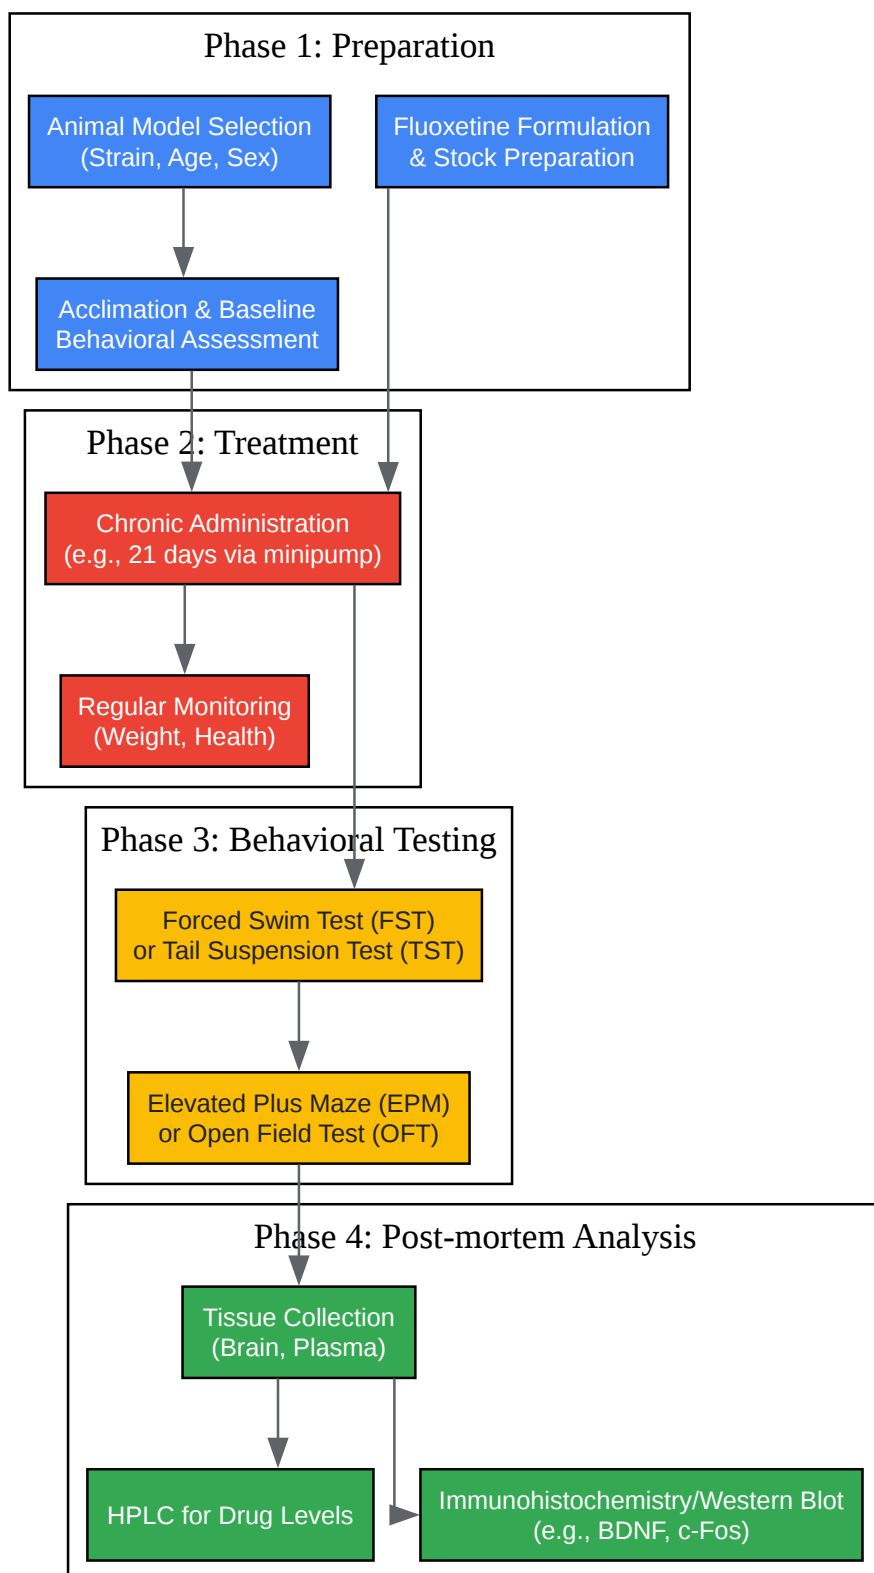 Phase 1: Preparation
Animal Model Selection
(Strain, Age, Sex)
Fluoxetine Formulation
& Stock Preparation
Acclimation & Baseline
Behavioral Assessment
Phase 2: Treatment
Chronic Administration
(e.g., 21 days via minipump)
Regular Monitoring
(Weight, Health)
Phase 3: Behavioral Testing
Forced Swim Test (FST)
or Tail Suspension Test (TST)
Elevated Plus Maze (EPM)
or Open Field Test (OFT)
Phase 4: Post-mortem Analysis
Tissue Collection
(Brain, Plasma)
HPLC for Drug Levels
Immunohistochemistry/Western Blot
(e.g., BDNF, c-Fos)